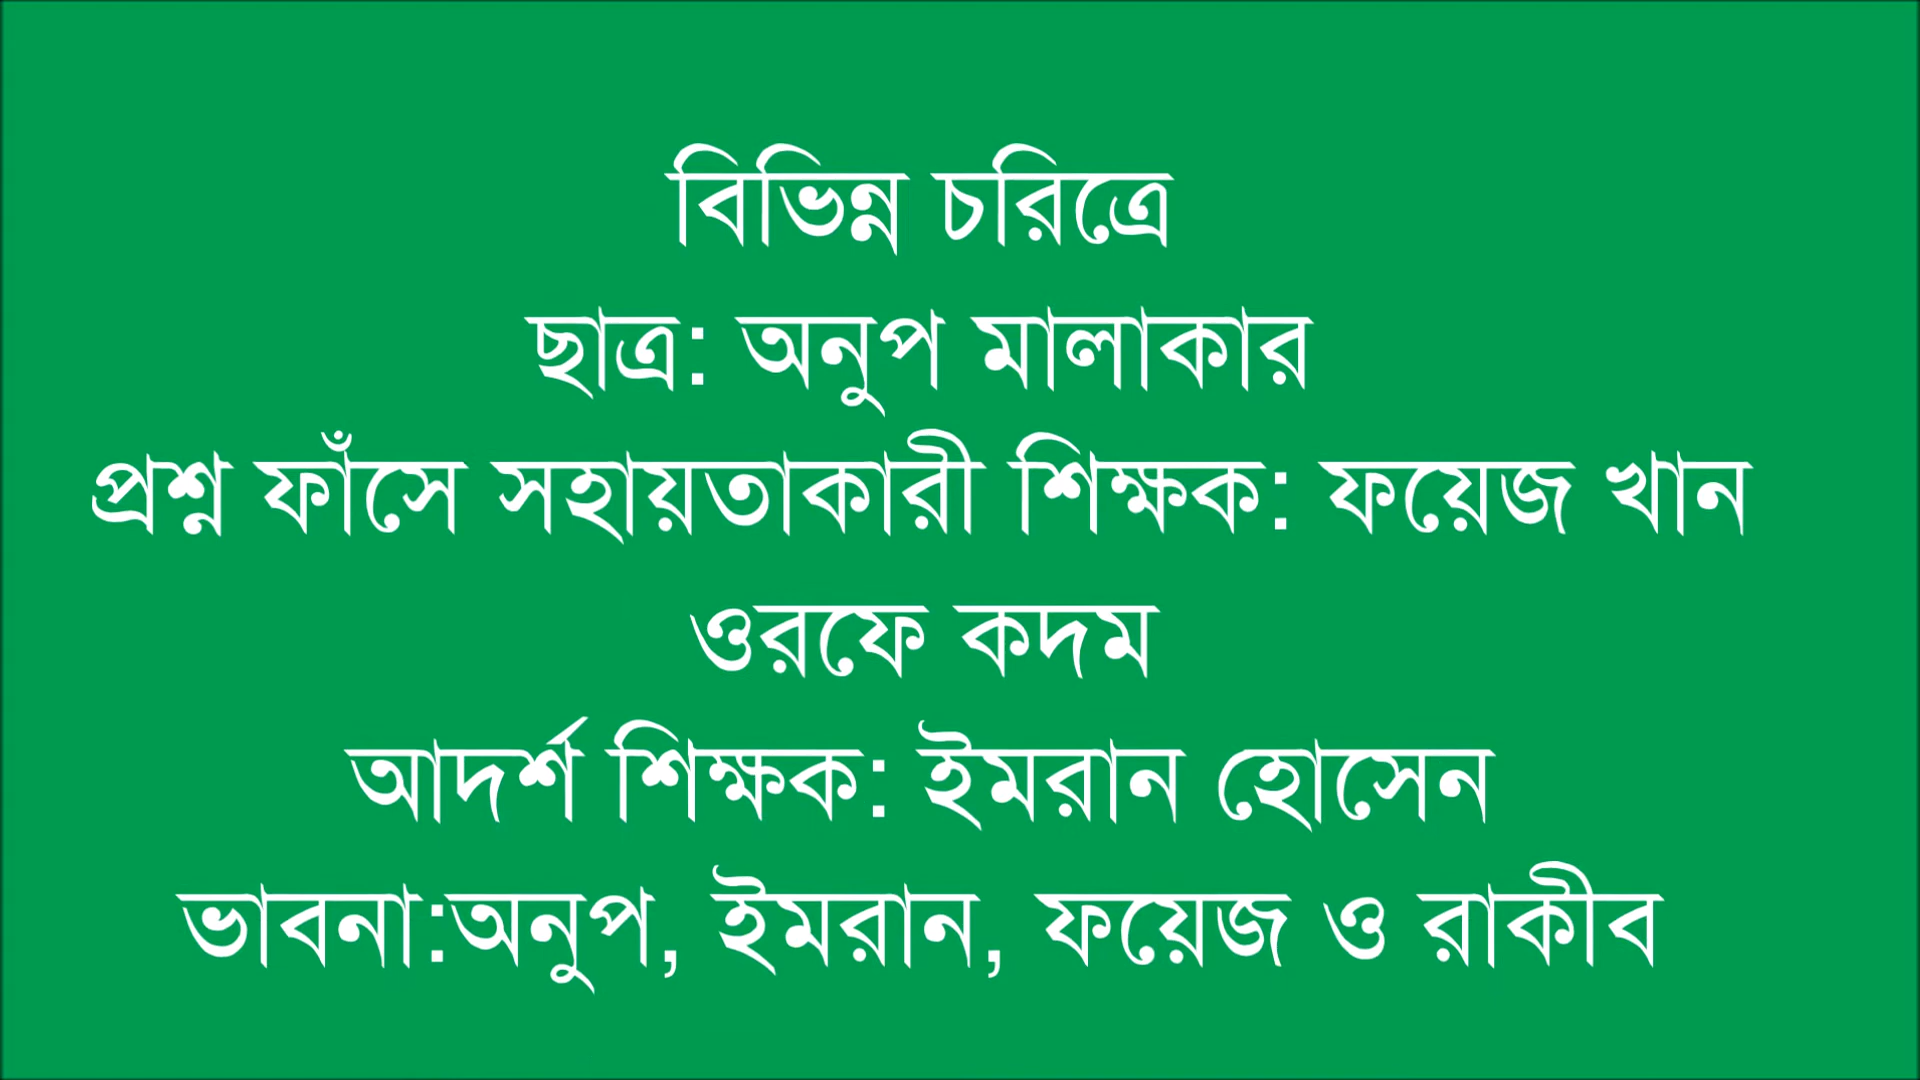 বিভিন্ন চরিত্রে
ছাত্র: অনুপ মালাকার
প্রশ্ন ফাঁসে সহায়তাকারী শিক্ষক: ফয়েজ খান
ওরফে কদম
আদর্শ শিক্ষক: ইমরান হোসেন
ভাবনা:অনুপ, ইমরান, ফয়েজ ও রাকীব